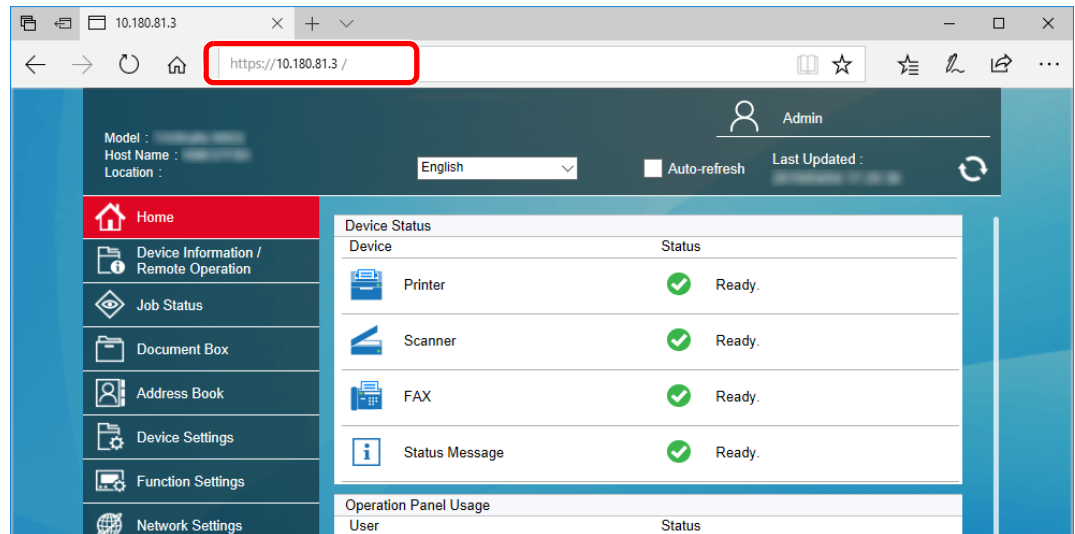 10.180.81.3
https://10.180.81.3 /
Admin
Model :
Host Name :
Location :
English
Auto-refresh
Last Updated :
Home
Device Information /
Remote Operation
Job Status
Document Box
Address Book
Device Settings
Function Settings
Network Settings
Device Status
Device Status
Printer Ready.
Scanner Ready.
FAX Ready.
Status Message Ready.
Operation Panel Usage
User Status